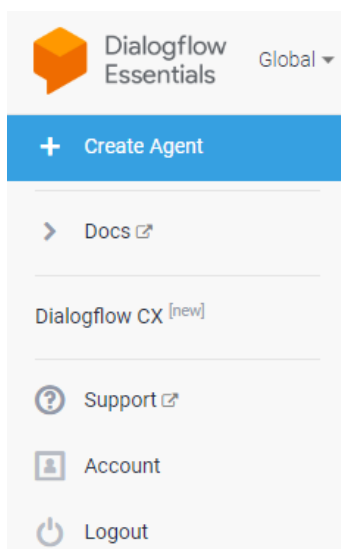 Dialogflow
Essentials
Global
Create Agent
Docs
Dialogflow CX [new]
Support
Account
Logout